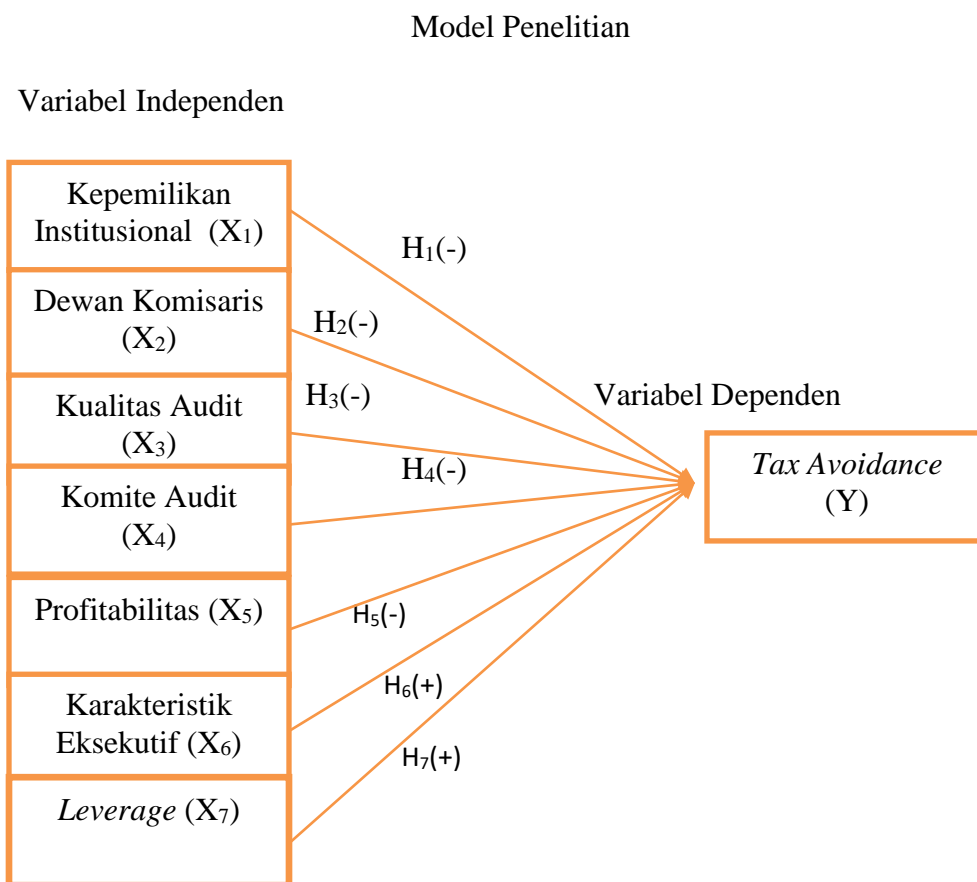 Model Penelitian
Variabel Independen
Kepemilikan
Institusional (X₁)
H₁(-)
Dewan Komisaris
(X₂)
H₂(-)
Kualitas Audit
(X₃)
H₃(-)
Variabel Dependen
Tax Avoidance
(Y)
Komite Audit
(X₄)
H₄(-)
Profitabilitas (X₅)
H₅(-)
Karakteristik
Eksekutif (X₆)
H₆(+)
Leverage (X₇)
H₇(+)